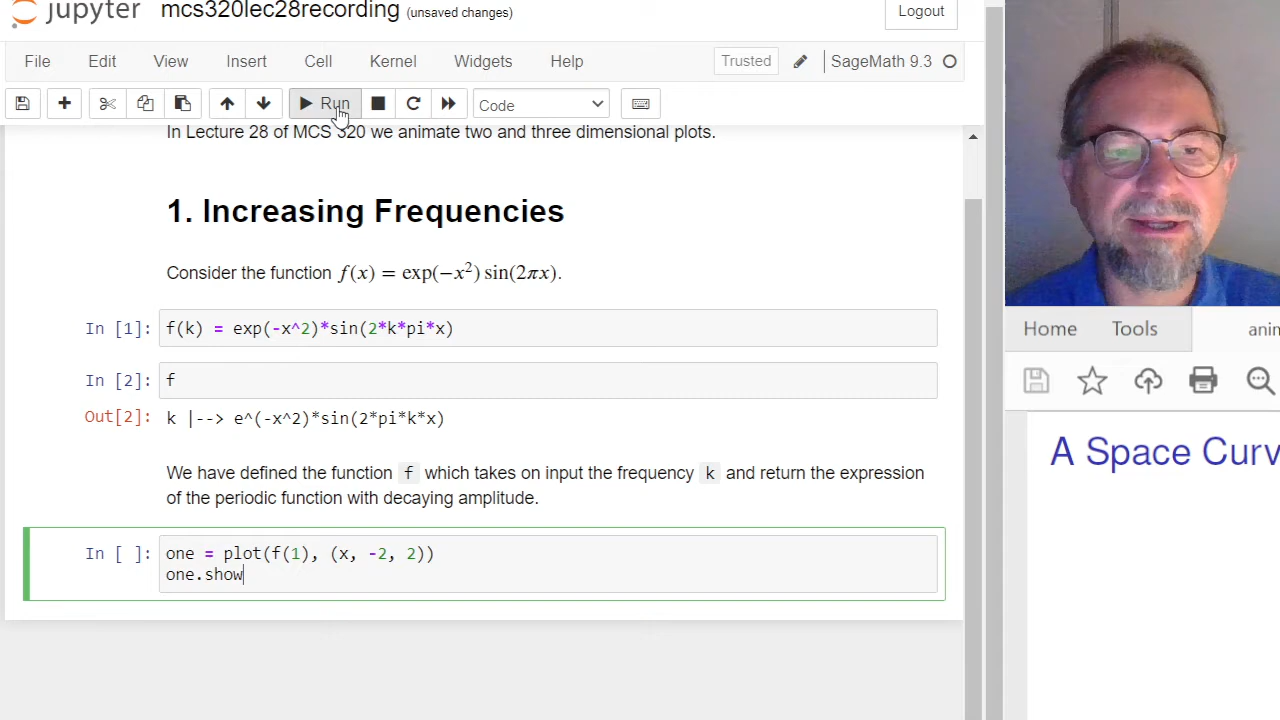 jupyter mcs320lec28recording (unsaved changes)
Logout
File Edit View Insert Cell Kernel Widgets Help
Trusted SageMath 9.3
Run Code
In Lecture 28 of MCS 320 we animate two and three dimensional plots.
1. Increasing Frequencies
Consider the function f(x) = exp(−x²) sin(2πx).
In [1]: f(k) = exp(-x^2)*sin(2*k*pi*x)
In [2]: f
Out[2]: k |--> e^(-x^2)*sin(2*pi*k*x)
We have defined the function f which takes on input the frequency k and return the expression
of the periodic function with decaying amplitude.
In [ ]: one = plot(f(1), (x, -2, 2))
one.show
Home Tools anin
A Space Curv